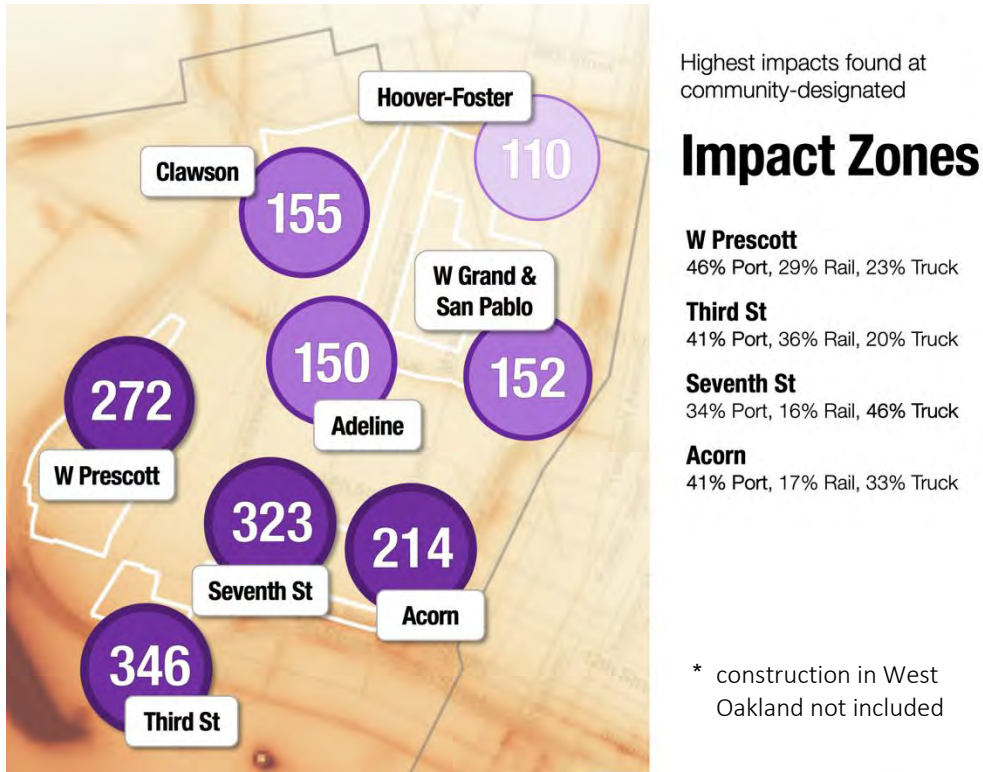 Hoover-Foster
110
Clawson
155
W Grand &
San Pablo
152
150
Adeline
272
W Prescott
323
Seventh St
214
Acorn
346
Third St
Highest impacts found at
community-designated
Impact Zones
W Prescott
46% Port, 29% Rail, 23% Truck
Third St
41% Port, 36% Rail, 20% Truck
Seventh St
34% Port, 16% Rail, 46% Truck
Acorn
41% Port, 17% Rail, 33% Truck
* construction in West
Oakland not included